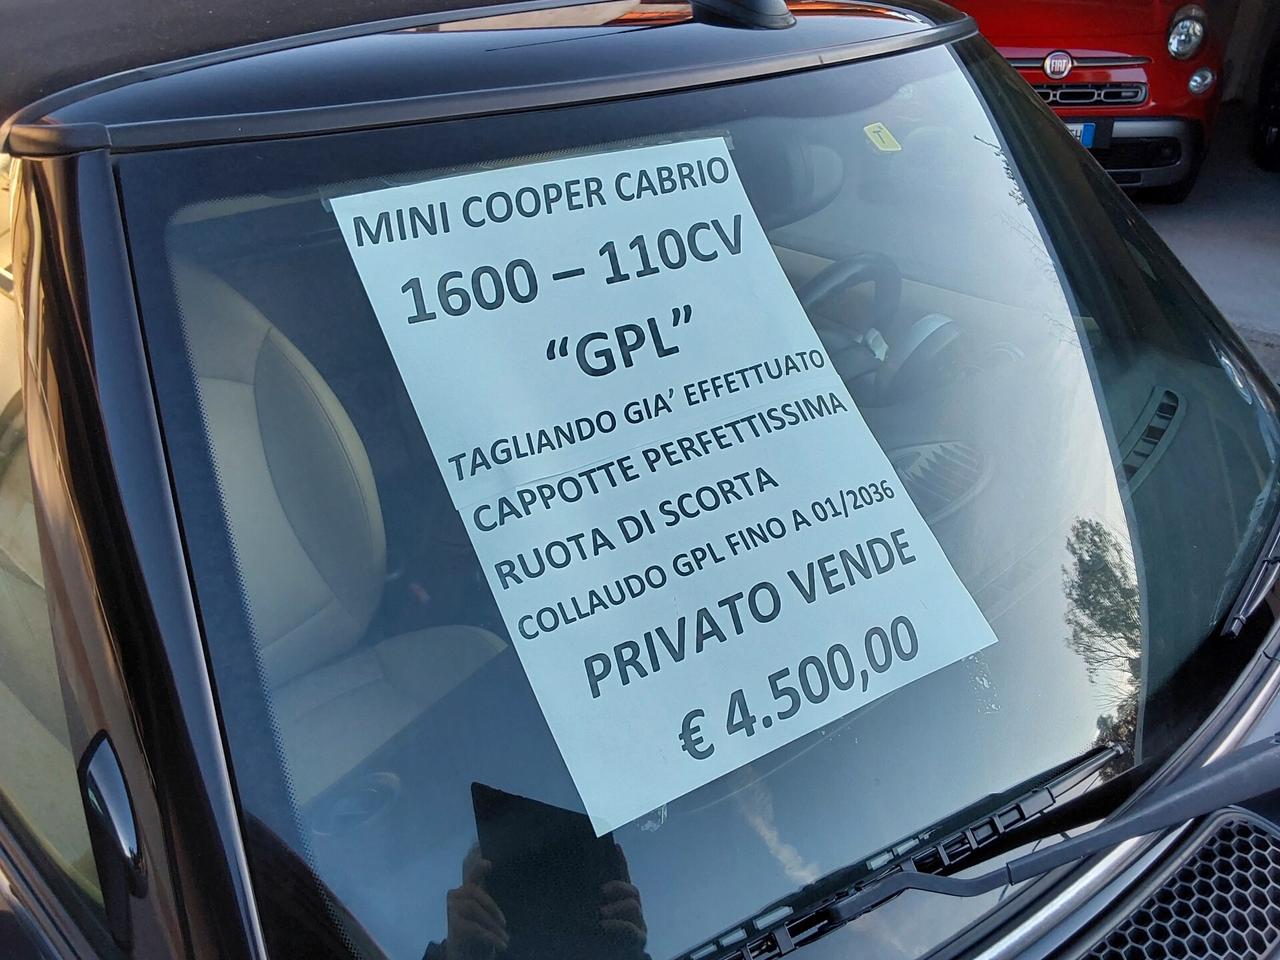 MINI COOPER CABRIO
1600 – 110CV
“GPL”
TAGLIANDO GIA’ EFFETTUATO
CAPPOTTE PERFETTISSIMA
RUOTA DI SCORTA
COLLAUDO GPL FINO A 01/2036
PRIVATO VENDE
€ 4.500,00
T
FIAT